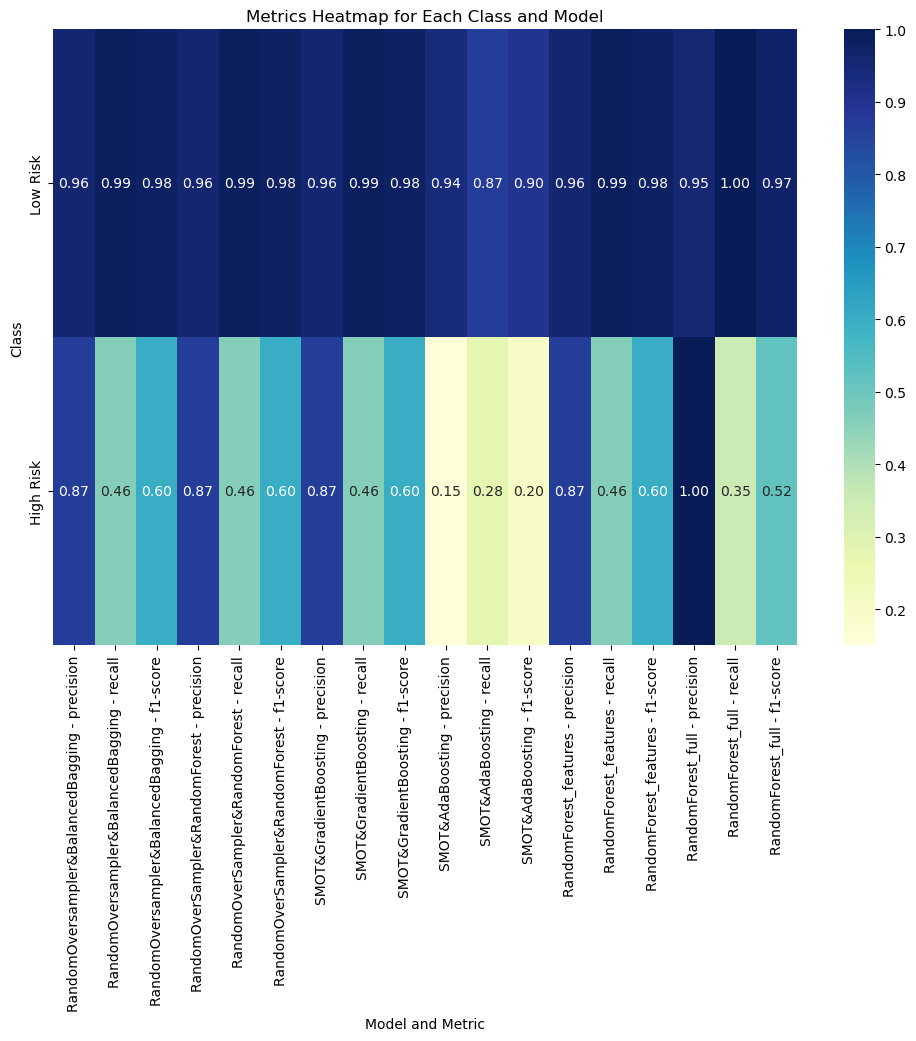 Metrics Heatmap for Each Class and Model
Class
Low Risk
0.96 0.99 0.98 0.96 0.99 0.98 0.96 0.99 0.98 0.94 0.87 0.90 0.96 0.99 0.98 0.95 1.00 0.97
High Risk
0.87 0.46 0.60 0.87 0.46 0.60 0.87 0.46 0.60 0.15 0.28 0.20 0.87 0.46 0.60 1.00 0.35 0.52
RandomOversampler&BalancedBagging - precision
RandomOversampler&BalancedBagging - recall
RandomOversampler&BalancedBagging - f1-score
RandomOverSampler&RandomForest - precision
RandomOverSampler&RandomForest - recall
RandomOverSampler&RandomForest - f1-score
SMOT&GradientBoosting - precision
SMOT&GradientBoosting - recall
SMOT&GradientBoosting - f1-score
SMOT&AdaBoosting - precision
SMOT&AdaBoosting - recall
SMOT&AdaBoosting - f1-score
RandomForest_features - precision
RandomForest_features - recall
RandomForest_features - f1-score
RandomForest_full - precision
RandomForest_full - recall
RandomForest_full - f1-score
Model and Metric
1.0
0.9
0.8
0.7
0.6
0.5
0.4
0.3
0.2